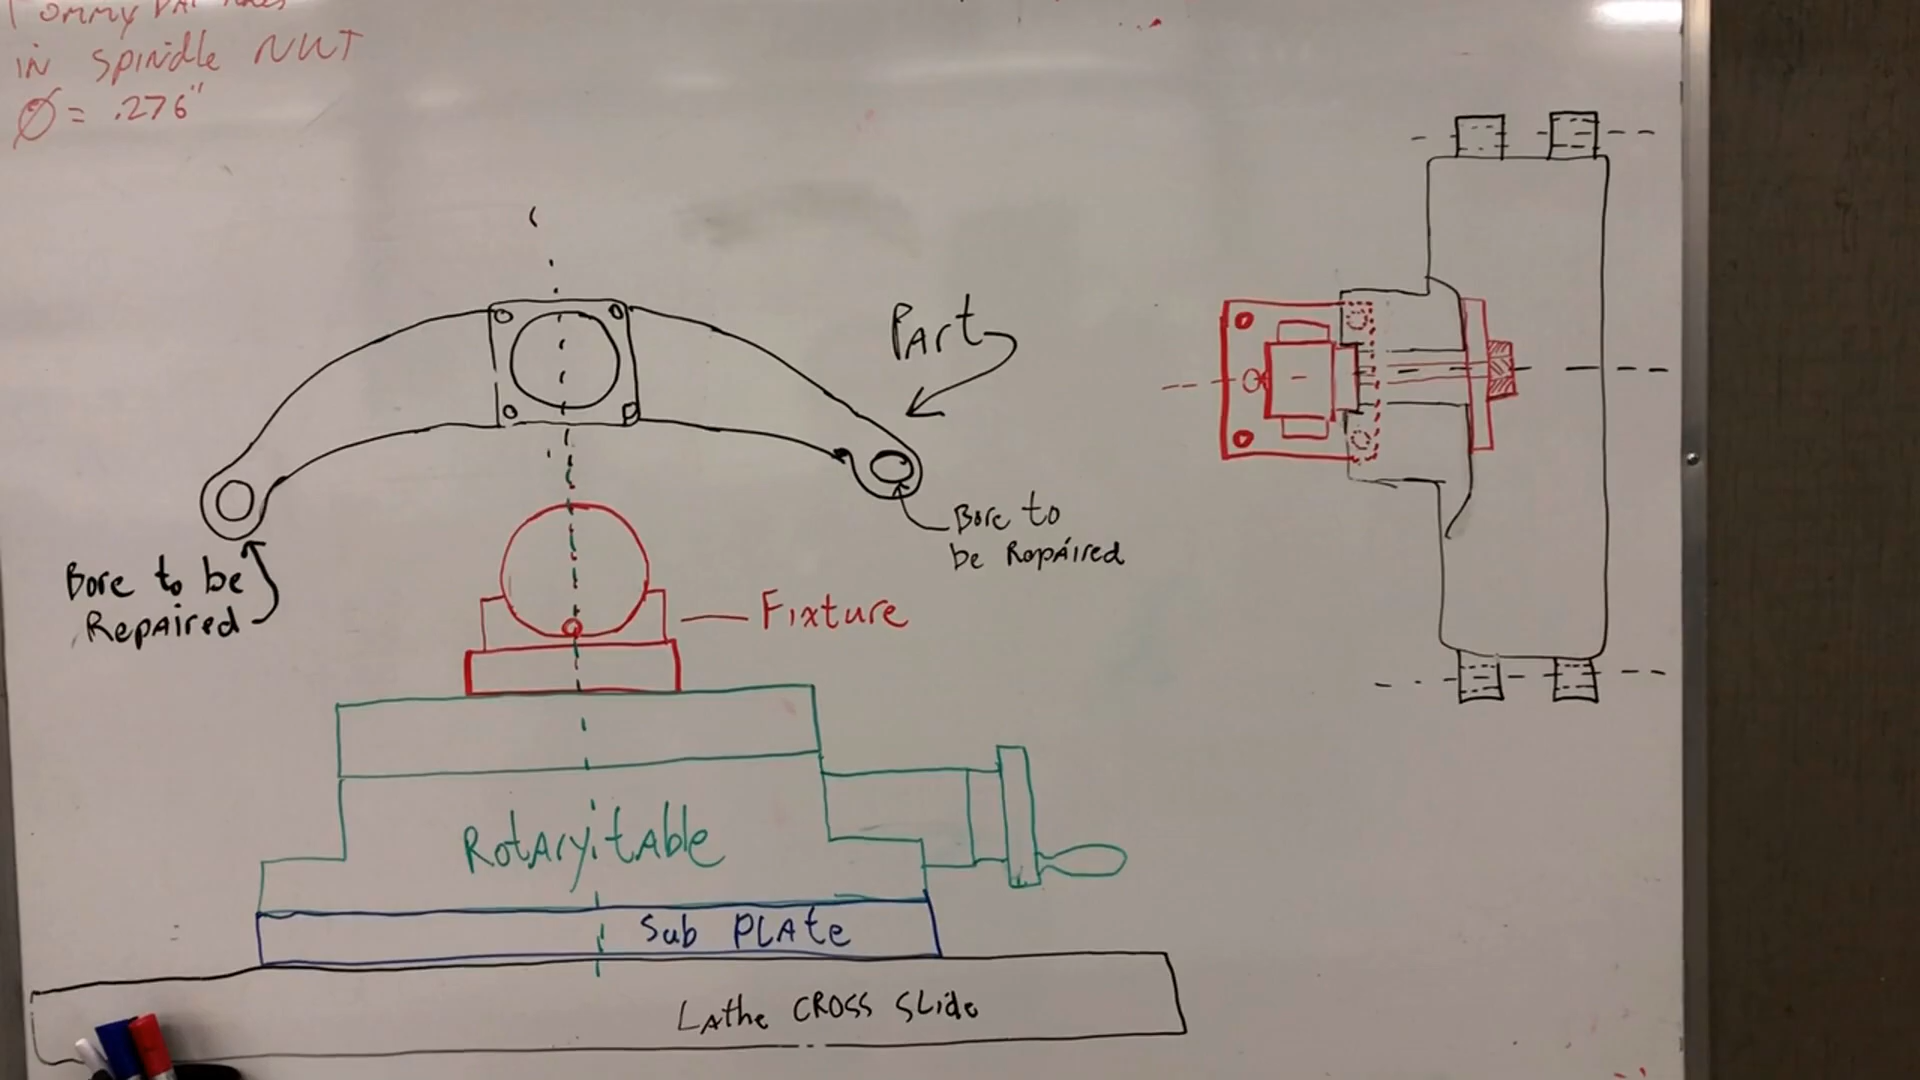 Tommy
in spindle NUT
Ø = .276"
Part
Bore to
be Repaired
Bore to be
Repaired
Fixture
Rotary table
Sub PLate
Lathe CROSS SLide